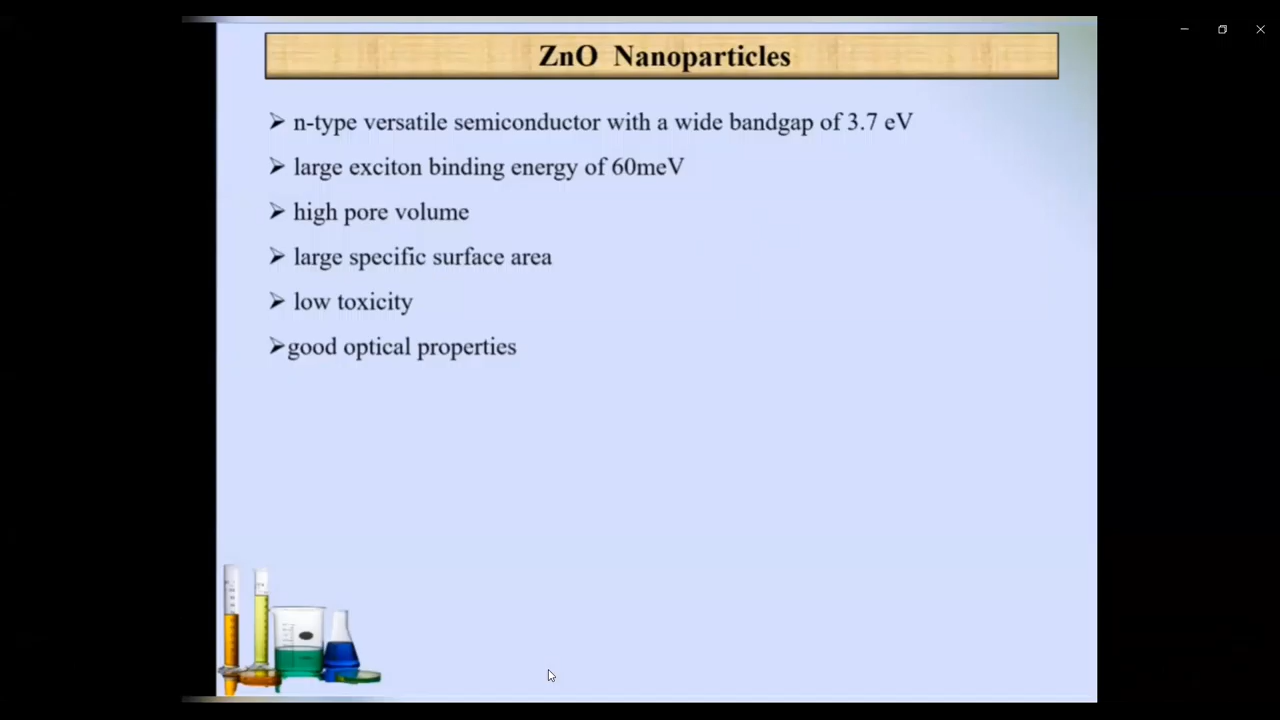 ZnO Nanoparticles
➢ n-type versatile semiconductor with a wide bandgap of 3.7 eV
➢ large exciton binding energy of 60meV
➢ high pore volume
➢ large specific surface area
➢ low toxicity
➢good optical properties